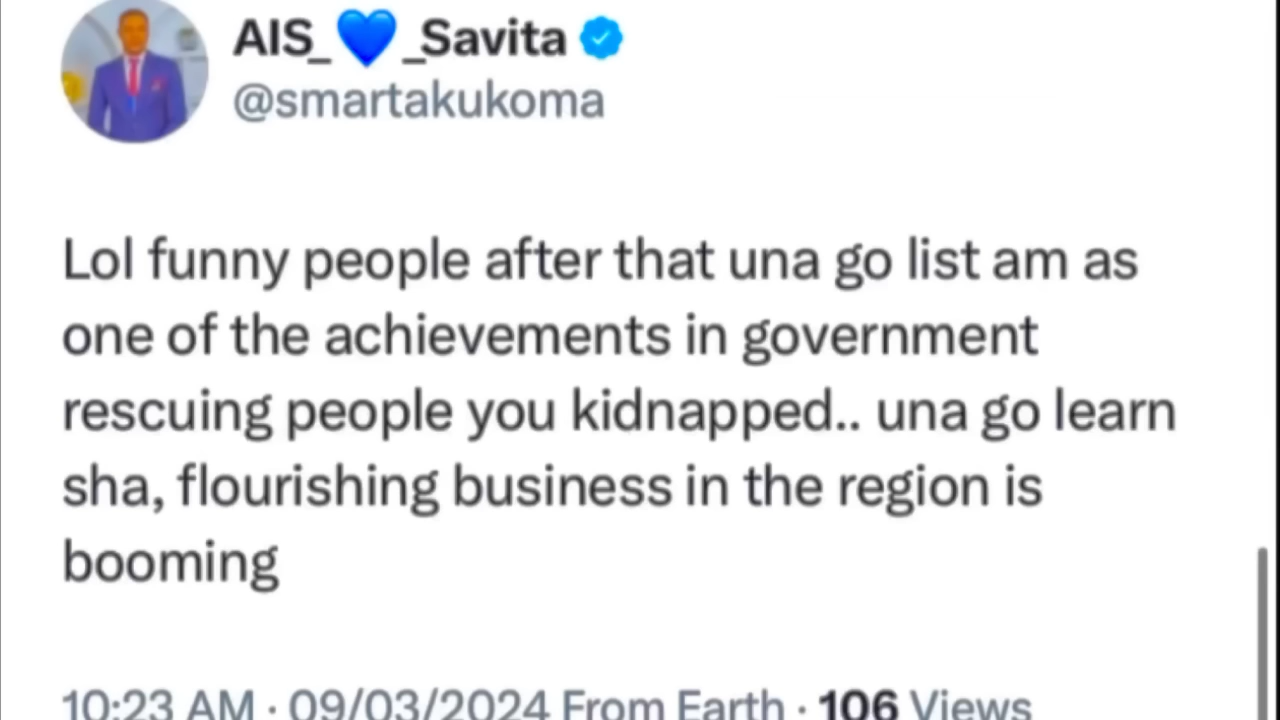 AIS_💙_Savita
@smartakukoma
Lol funny people after that una go list am as
one of the achievements in government
rescuing people you kidnapped.. una go learn
sha, flourishing business in the region is
booming
10:23 AM · 09/03/2024 From Earth · 106 Views